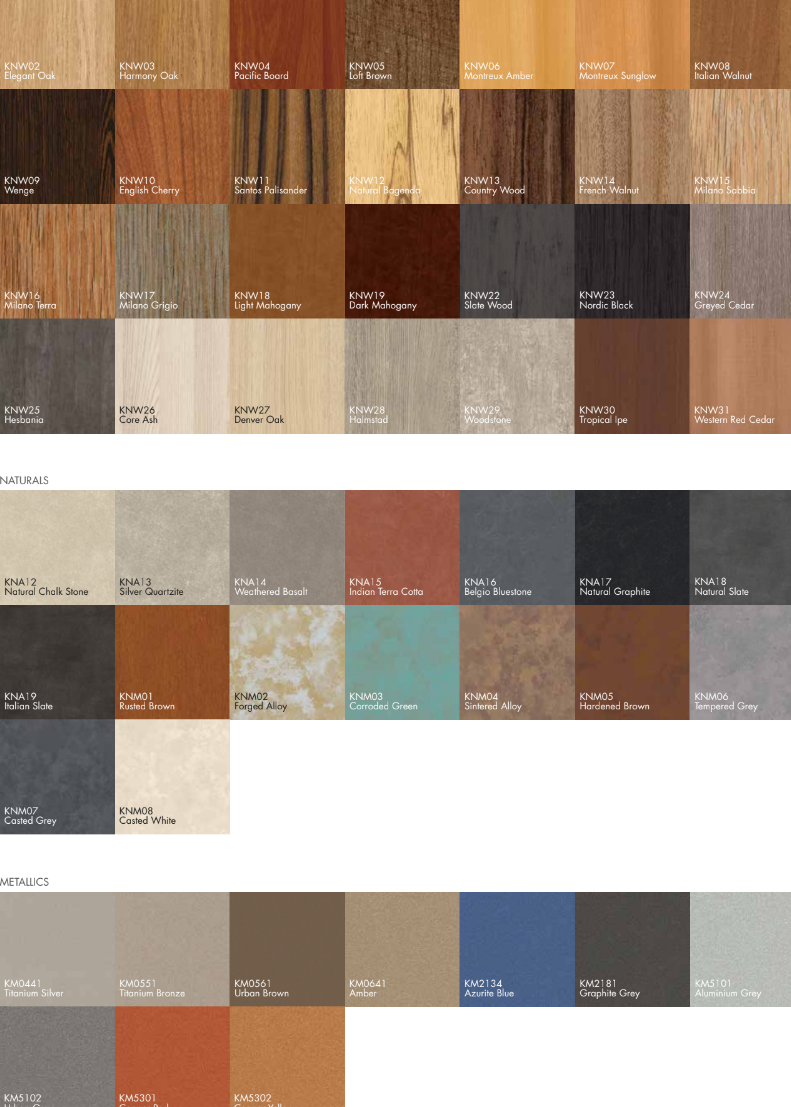 KNW02
Elegant Oak
KNW03
Harmony Oak
KNW04
Pacific Board
KNW05
Loft Brown
KNW06
Montreux Amber
KNW07
Montreux Sunglow
KNW08
Italian Walnut
KNW09
Wenge
KNW10
English Cherry
KNW11
Santos Palisander
KNW12
Natural Bagenda
KNW13
Country Wood
KNW14
French Walnut
KNW15
Milano Sabbia
KNW16
Milano Terra
KNW17
Milano Grigio
KNW18
Light Mahogany
KNW19
Dark Mahogany
KNW22
Slate Wood
KNW23
Nordic Black
KNW24
Greyed Cedar
KNW25
Hesbania
KNW26
Core Ash
KNW27
Denver Oak
KNW28
Halmstad
KNW29
Woodstone
KNW30
Tropical Ipe
KNW31
Western Red Cedar
NATURALS
KNA12
Natural Chalk Stone
KNA13
Silver Quartzite
KNA14
Weathered Basalt
KNA15
Indian Terra Cotta
KNA16
Belgio Bluestone
KNA17
Natural Graphite
KNA18
Natural Slate
KNA19
Italian Slate
KNM01
Rusted Brown
KNM02
Forged Alloy
KNM03
Corroded Green
KNM04
Sintered Alloy
KNM05
Hardened Brown
KNM06
Tempered Grey
KNM07
Casted Grey
KNM08
Casted White
METALLICS
KM0441
Titanium Silver
KM0551
Titanium Bronze
KM0561
Urban Brown
KM0641
Amber
KM2134
Azurite Blue
KM2181
Graphite Grey
KM5101
Aluminium Grey
KM5102
KM5301
KM5302